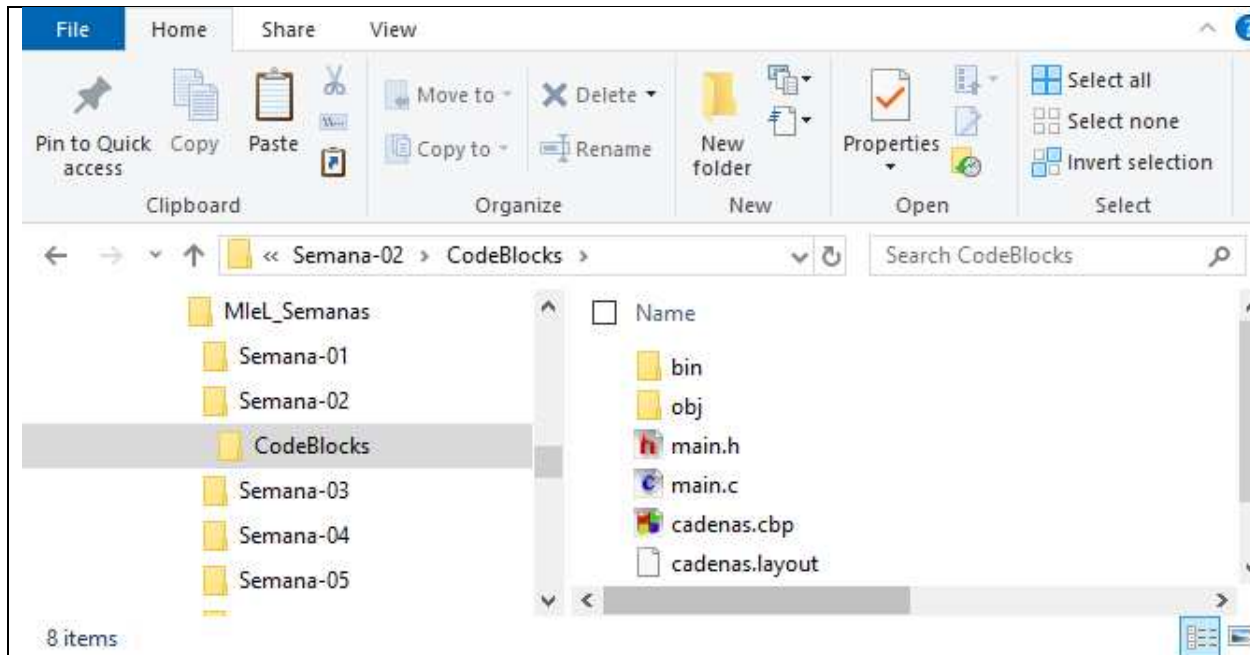 File Home Share View
Pin to Quick access
Copy
Paste
Move to
Copy to
Delete
Rename
New folder
Properties
Select all
Select none
Invert selection
Clipboard Organize New Open Select
« Semana-02 > CodeBlocks >
Search CodeBlocks
MIeL_Semanas
Semana-01
Semana-02
CodeBlocks
Semana-03
Semana-04
Semana-05
Name
bin
obj
main.h
main.c
cadenas.cbp
cadenas.layout
8 items